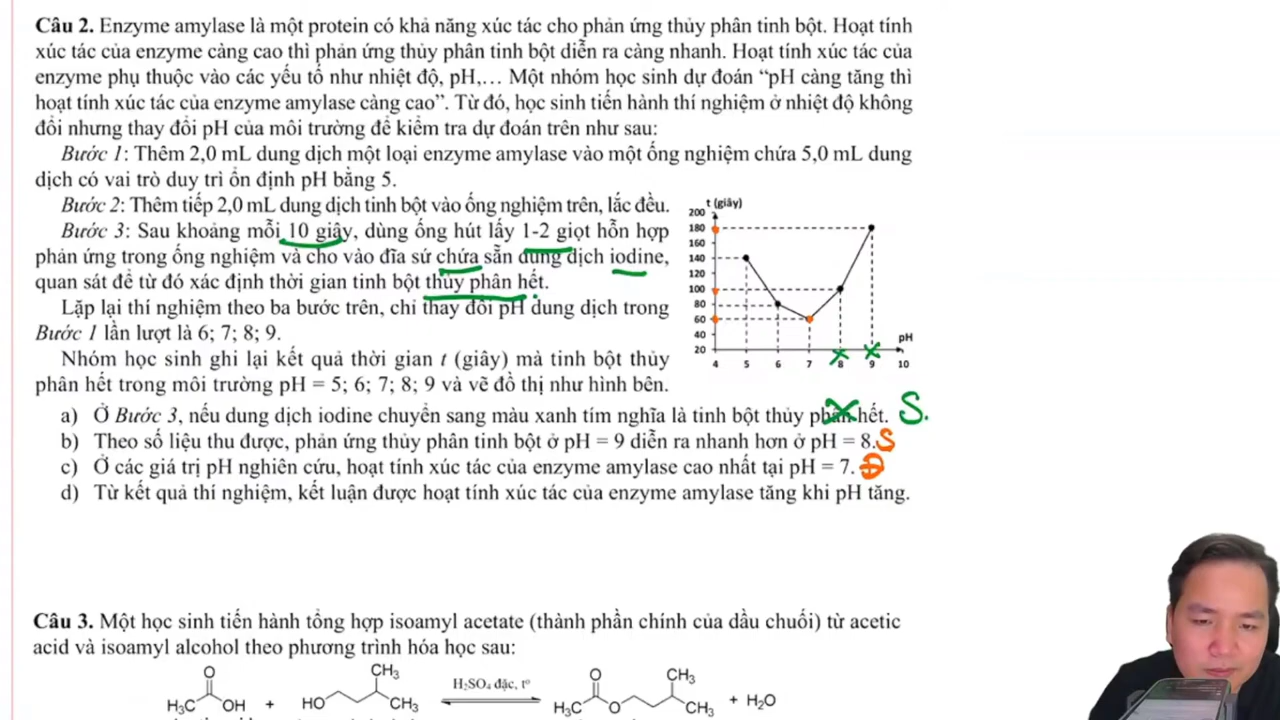 Câu 2. Enzyme amylase là một protein có khả năng xúc tác cho phản ứng thủy phân tinh bột. Hoạt tính
xúc tác của enzyme càng cao thì phản ứng thủy phân tinh bột diễn ra càng nhanh. Hoạt tính xúc tác của
enzyme phụ thuộc vào các yếu tố như nhiệt độ, pH,… Một nhóm học sinh dự đoán “pH càng tăng thì
hoạt tính xúc tác của enzyme amylase càng cao”. Từ đó, học sinh tiến hành thí nghiệm ở nhiệt độ không
đổi nhưng thay đổi pH của môi trường để kiểm tra dự đoán trên như sau:
Bước 1: Thêm 2,0 mL dung dịch một loại enzyme amylase vào một ống nghiệm chứa 5,0 mL dung
dịch có vai trò duy trì ổn định pH bằng 5.
Bước 2: Thêm tiếp 2,0 mL dung dịch tinh bột vào ống nghiệm trên, lắc đều.
Bước 3: Sau khoảng mỗi 10 giây, dùng ống hút lấy 1-2 giọt hỗn hợp
phản ứng trong ống nghiệm và cho vào đĩa sứ chứa sẵn dung dịch iodine,
quan sát để từ đó xác định thời gian tinh bột thủy phân hết.
Lặp lại thí nghiệm theo ba bước trên, chỉ thay đổi pH dung dịch trong
Bước 1 lần lượt là 6; 7; 8; 9.
Nhóm học sinh ghi lại kết quả thời gian t (giây) mà tinh bột thủy
phân hết trong môi trường pH = 5; 6; 7; 8; 9 và vẽ đồ thị như hình bên.
t (giây)
200
180
160
140
120
100
80
60
40
20
pH
4 5 6 7 8 9 10
a) Ở Bước 3, nếu dung dịch iodine chuyển sang màu xanh tím nghĩa là tinh bột thủy phân hết. S.
b) Theo số liệu thu được, phản ứng thủy phân tinh bột ở pH = 9 diễn ra nhanh hơn ở pH = 8. S
c) Ở các giá trị pH nghiên cứu, hoạt tính xúc tác của enzyme amylase cao nhất tại pH = 7. Đ
d) Từ kết quả thí nghiệm, kết luận được hoạt tính xúc tác của enzyme amylase tăng khi pH tăng.
Câu 3. Một học sinh tiến hành tổng hợp isoamyl acetate (thành phần chính của dầu chuối) từ acetic
acid và isoamyl alcohol theo phương trình hóa học sau:
O CH₃ H₂SO₄ đặc, t° O CH₃
H₃C OH + HO CH₃ H₃C O CH₃ + H₂O